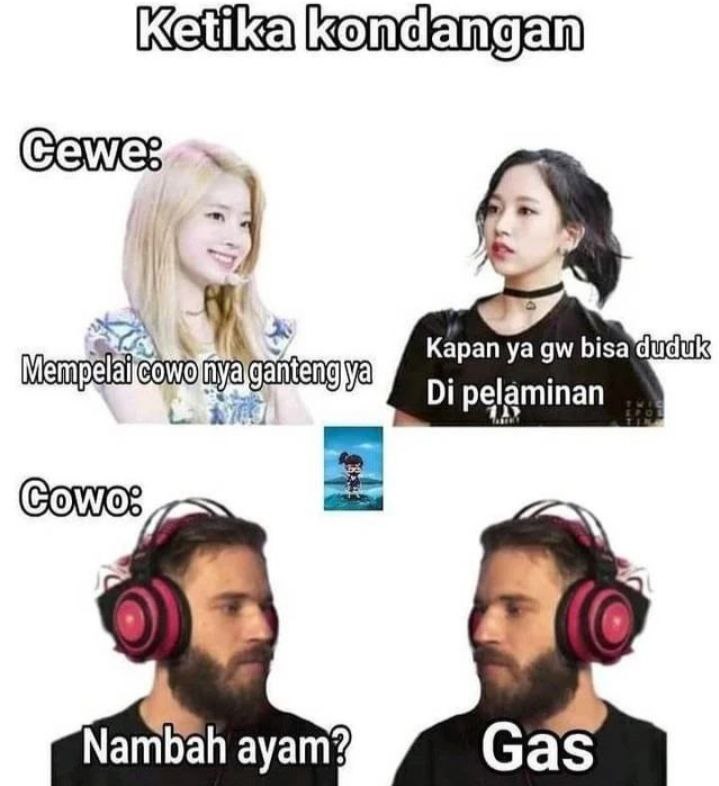 Ketika kondangan
Cewe:
Mempelai cowo nya ganteng ya
Kapan ya gw bisa duduk
Di pelaminan
Cowo:
Nambah ayam?
Gas